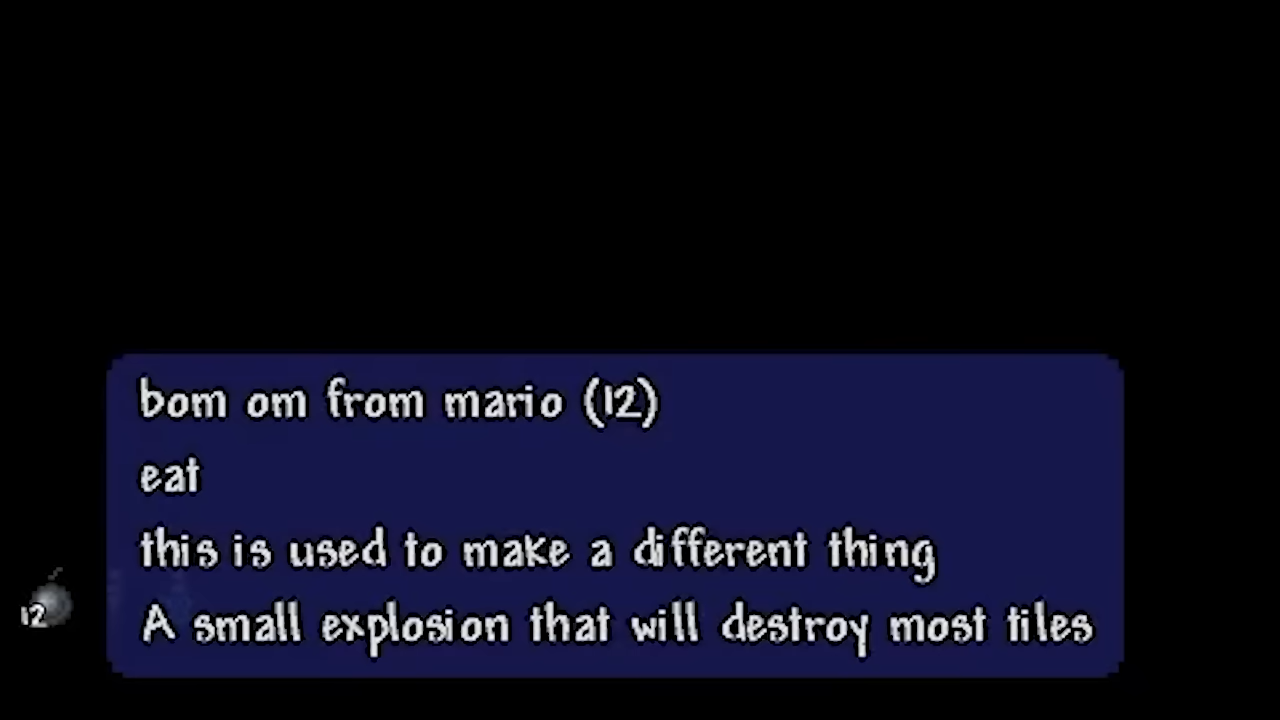 bom om from mario (12)
eat
this is used to make a different thing
12
A small explosion that will destroy most tiles